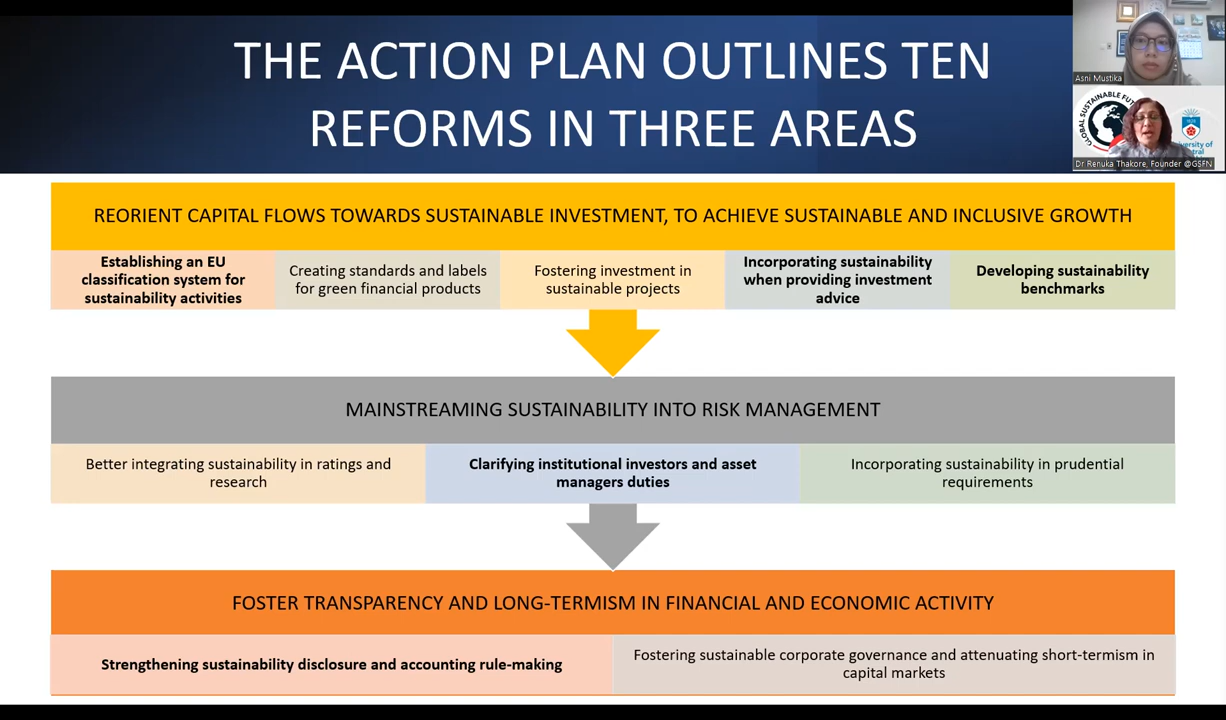 THE ACTION PLAN OUTLINES TEN
REFORMS IN THREE AREAS
Asni Mustika
GLOBAL SUSTAINABLE FUT
Dr Renuka Thakore, Founder @GSFN
REORIENT CAPITAL FLOWS TOWARDS SUSTAINABLE INVESTMENT, TO ACHIEVE SUSTAINABLE AND INCLUSIVE GROWTH
Establishing an EU
classification system for
sustainability activities
Creating standards and labels
for green financial products
Fostering investment in
sustainable projects
Incorporating sustainability
when providing investment
advice
Developing sustainability
benchmarks
MAINSTREAMING SUSTAINABILITY INTO RISK MANAGEMENT
Better integrating sustainability in ratings and
research
Clarifying institutional investors and asset
managers duties
Incorporating sustainability in prudential
requirements
FOSTER TRANSPARENCY AND LONG-TERMISM IN FINANCIAL AND ECONOMIC ACTIVITY
Strengthening sustainability disclosure and accounting rule-making
Fostering sustainable corporate governance and attenuating short-termism in
capital markets